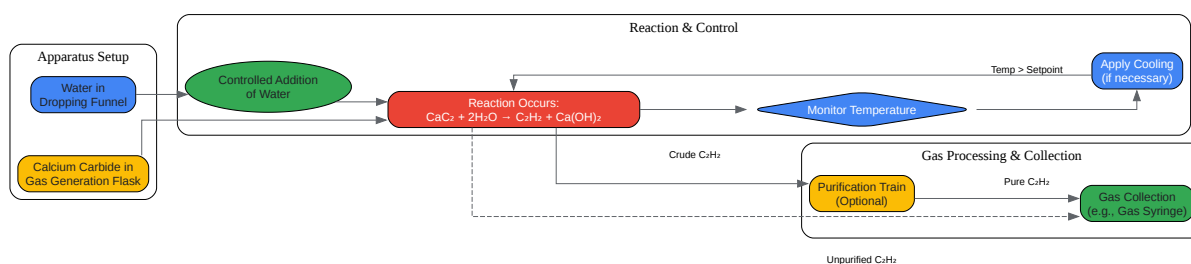 Reaction & Control
Apparatus Setup
Water in
Dropping Funnel
Calcium Carbide in
Gas Generation Flask
Controlled Addition
of Water
Reaction Occurs:
CaC₂ + 2H₂O → C₂H₂ + Ca(OH)₂
Monitor Temperature
Temp > Setpoint
Apply Cooling
(if necessary)
Crude C₂H₂
Gas Processing & Collection
Purification Train
(Optional)
Pure C₂H₂
Gas Collection
(e.g., Gas Syringe)
Unpurified C₂H₂